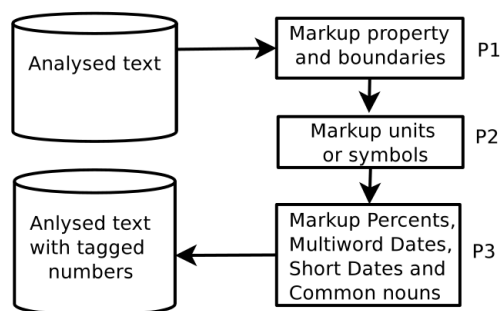 Analysed text
Markup property
and boundaries
P1
Markup units
or symbols
P2
Markup Percents,
Multiword Dates,
Short Dates and
Common nouns
P3
Anlysed text
with tagged
numbers